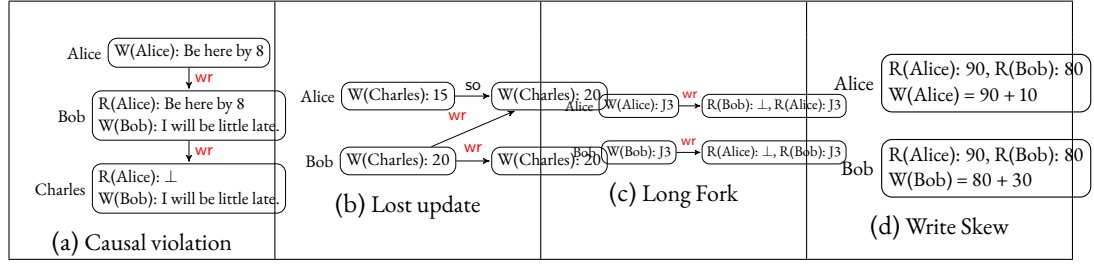 Alice
W(Alice): Be here by 8
wr
Bob
R(Alice): Be here by 8
W(Bob): I will be little late.
wr
Charles
R(Alice): ⊥
W(Bob): I will be little late.
(a) Causal violation
Alice
W(Charles): 15
so
W(Charles): 20
wr
Bob
W(Charles): 20
wr
W(Charles): 20
(b) Lost update
Alice
W(Alice): J3
wr
R(Bob): ⊥, R(Alice): J3
Bob
W(Bob): J3
wr
R(Alice): ⊥, R(Bob): J3
(c) Long Fork
Alice
R(Alice): 90, R(Bob): 80
W(Alice) = 90 + 10
Bob
R(Alice): 90, R(Bob): 80
W(Bob) = 80 + 30
(d) Write Skew